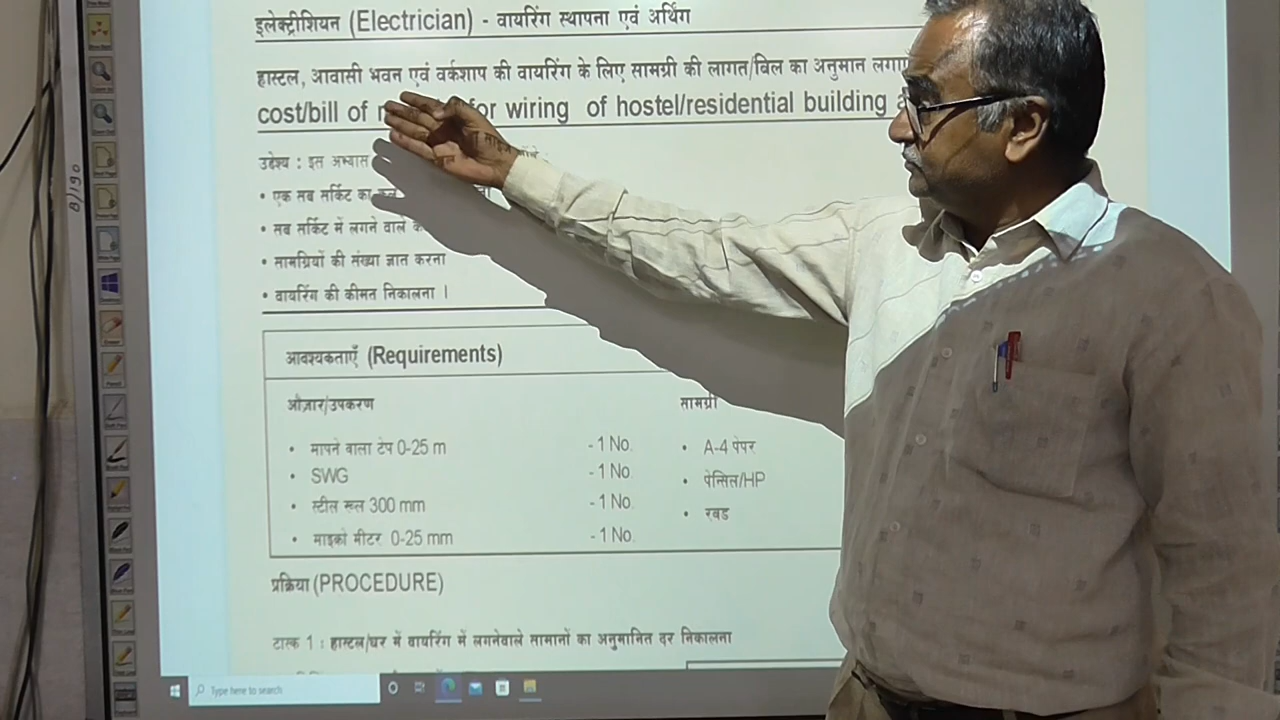 इलेक्ट्रीशियन (Electrician) - वायरिंग स्थापना एवं अर्थिंग
हास्टल, आवासी भवन एवं वर्कशाप की वायरिंग के लिए सामग्री की लागत/बिल का अनुमान
cost/bill of for wiring of hostel/residential building
उद्देश्य : इस अभ्यास
• एक सब सर्किट का
• सब सर्किट में लगने वाले
• सामग्रियों की संख्या ज्ञात करना
• वायरिंग की कीमत निकालना ।
आवश्यकताएँ (Requirements)
औज़ार/उपकरण सामग्री
• मापने वाला टेप 0-25 m - 1 No. • A-4 पेपर
• SWG - 1 No. • पेन्सिल/HP
• स्टील रूल 300 mm - 1 No. • रबड
• माइक्रो मीटर 0-25 mm - 1 No.
प्रक्रिया (PROCEDURE)
टास्क 1 : हास्टल/घर में वायरिंग में लगनेवाले सामानों का अनुमानित दर निकालना
Type here to search